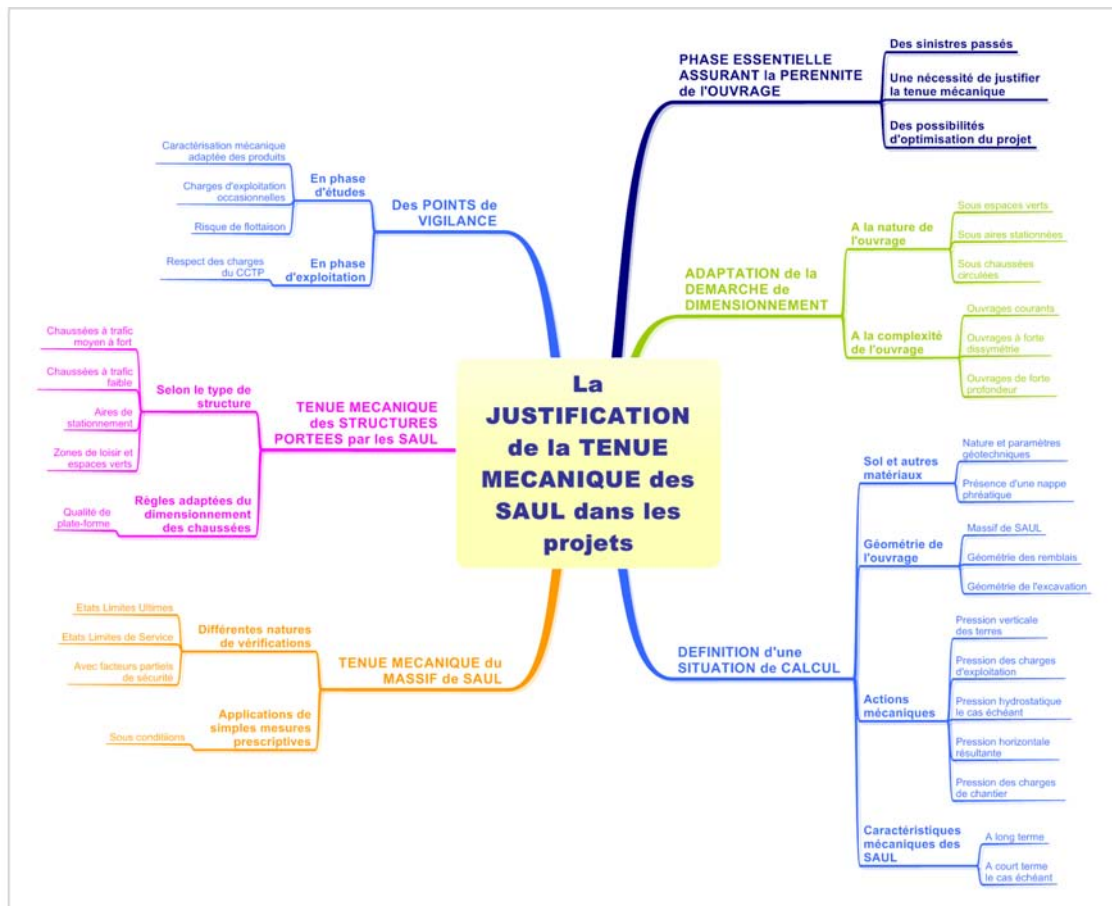 La
JUSTIFICATION
de la TENUE
MECANIQUE des
SAUL dans les
projets
PHASE ESSENTIELLE
ASSURANT la PERENNITE
de l'OUVRAGE
Des sinistres passés
Une nécessité de justifier
la tenue mécanique
Des possibilités
d'optimisation du projet
ADAPTATION de la
DEMARCHE de
DIMENSIONNEMENT
A la nature de
l'ouvrage
Sous espaces verts
Sous aires stationnées
Sous chaussées
circulées
A la complexité
de l'ouvrage
Ouvrages courants
Ouvrages à forte
dissymétrie
Ouvrages de forte
profondeur
DEFINITION d'une
SITUATION de CALCUL
Sol et autres
matériaux
Nature et paramètres
géotechniques
Présence d'une nappe
phréatique
Géométrie de
l'ouvrage
Massif de SAUL
Géométrie des remblais
Géométrie de l'excavation
Actions
mécaniques
Pression verticale
des terres
Pression des charges
d'exploitation
Pression hydrostatique
le cas échéant
Pression horizontale
résultante
Pression des charges
de chantier
Caractéristiques
mécaniques des
SAUL
A long terme
A court terme
le cas échéant
Des POINTS de
VIGILANCE
En phase
d'études
Caractérisation mécanique
adaptée des produits
Charges d'exploitation
occasionnelles
Risque de flottaison
En phase
d'exploitation
Respect des charges
du CCTP
TENUE MECANIQUE
des STRUCTURES
PORTEES par les SAUL
Selon le type de
structure
Chaussées à trafic
moyen à fort
Chaussées à trafic
faible
Aires de
stationnement
Zones de loisir et
espaces verts
Règles adaptées du
dimensionnement
des chaussées
Qualité de
plate-forme
TENUE MECANIQUE du
MASSIF de SAUL
Différentes natures
de vérifications
Etats Limites Ultimes
Etats Limites de Service
Avec facteurs partiels
de sécurité
Applications de
simples mesures
prescriptives
Sous conditiions